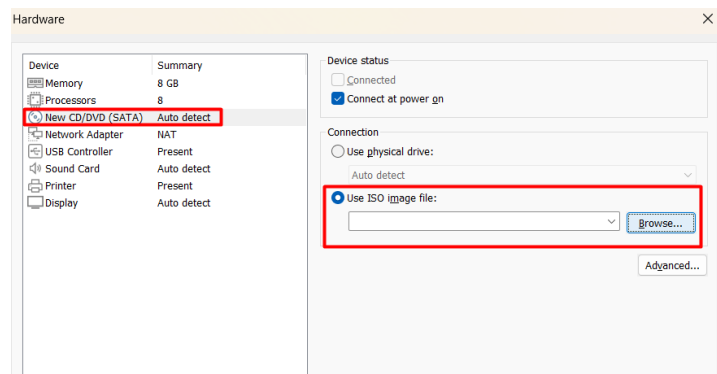 Hardware
Device Summary
Memory 8 GB
Processors 8
New CD/DVD (SATA) Auto detect
Network Adapter NAT
USB Controller Present
Sound Card Auto detect
Printer Present
Display Auto detect
Device status
Connected
Connect at power on
Connection
Use physical drive:
Auto detect
Use ISO image file:
Browse...
Advanced...